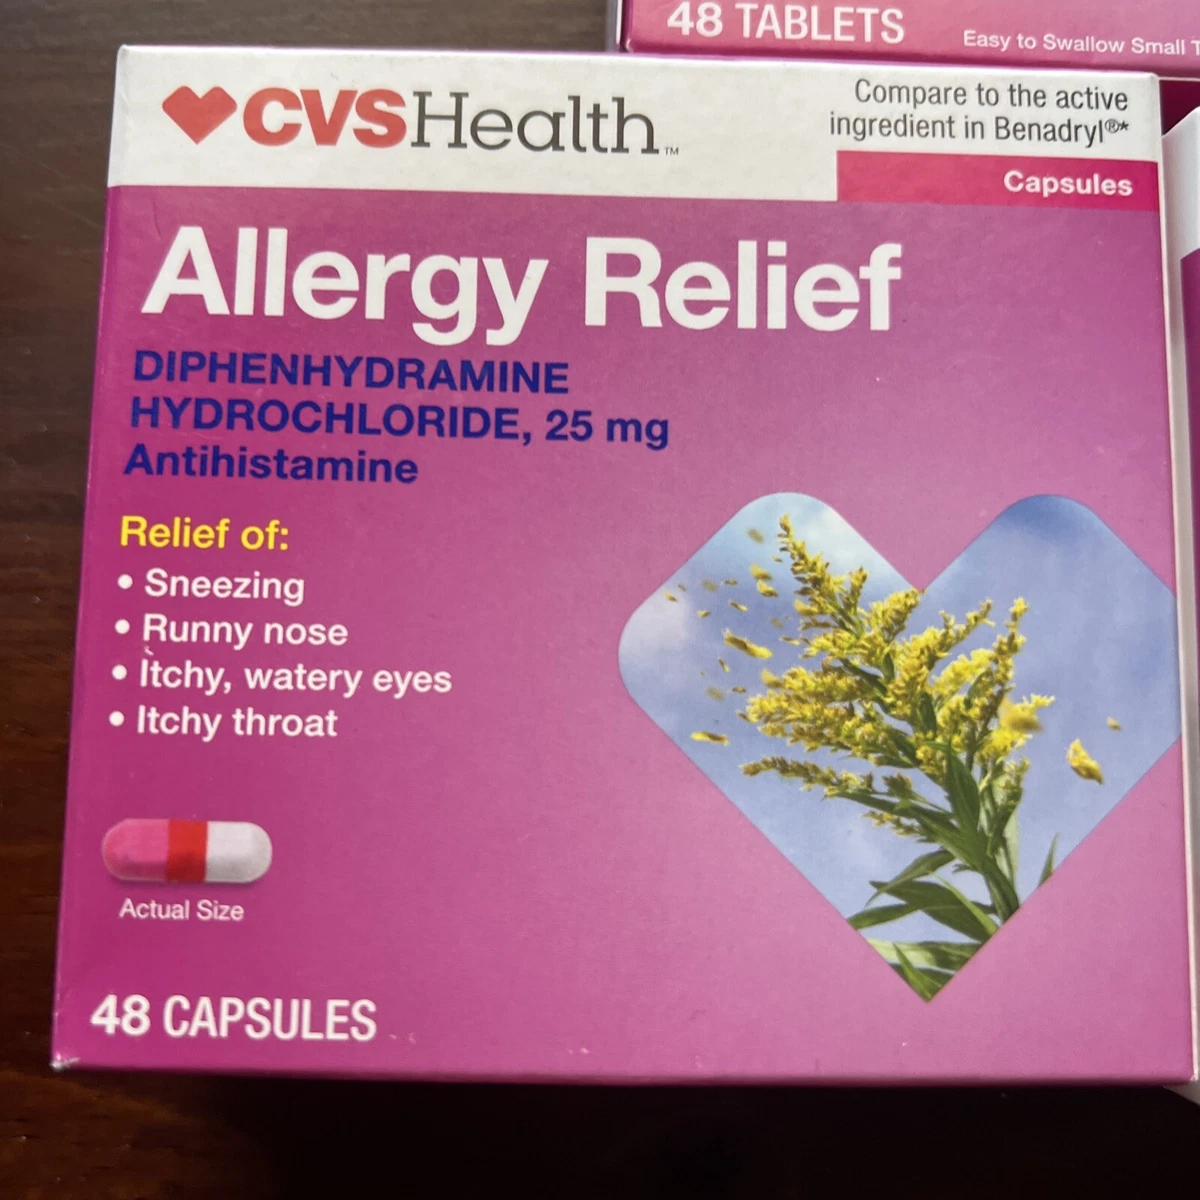 48 TABLETS
Easy to Swallow Small
CVSHealth™
Compare to the active
ingredient in Benadryl®*
Capsules
Allergy Relief
DIPHENHYDRAMINE
HYDROCHLORIDE, 25 mg
Antihistamine
Relief of:
• Sneezing
• Runny nose
• Itchy, watery eyes
• Itchy throat
Actual Size
48 CAPSULES